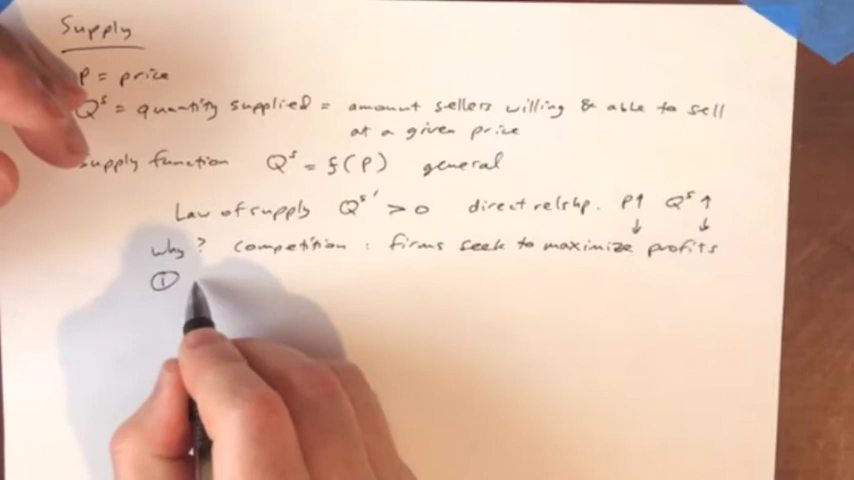 Supply
P = price
Qˢ = quantity supplied = amount sellers willing & able to sell
at a given price
supply function Qˢ = f(P) general
Law of supply Qˢ' > 0 direct relshp. P↑ Qˢ↑
↓ ↓
why? competition : firms seek to maximize profits
①